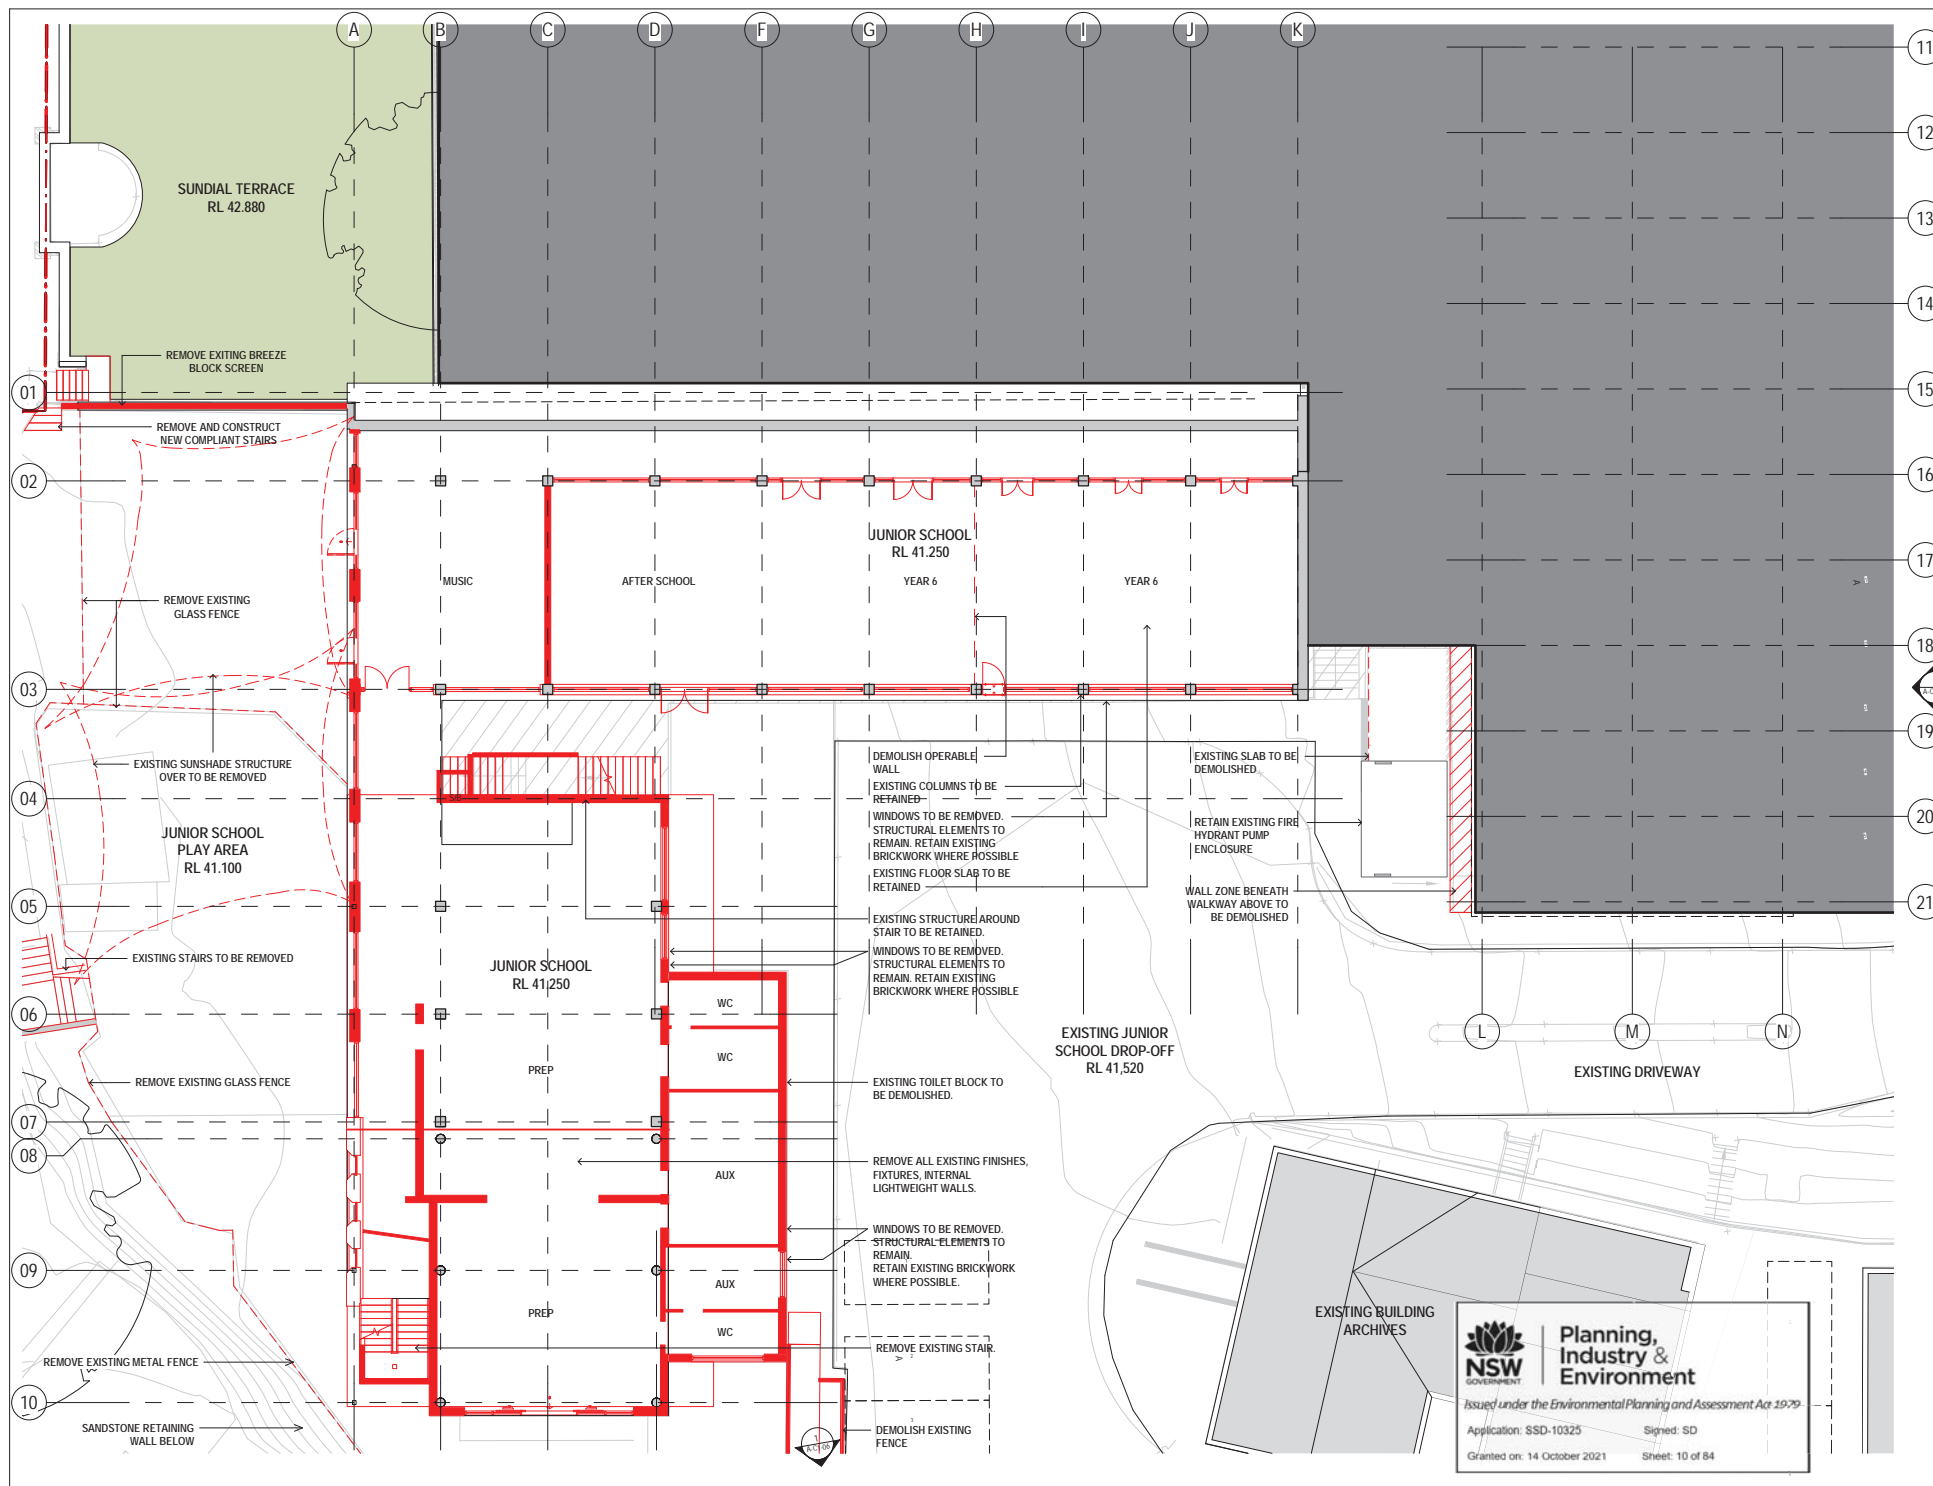 A
B
C
D
F
G
H
I
J
K
11
12
13
14
15
16
17
18
19
20
21
01
02
03
04
05
06
07
08
09
10
L
M
N
SUNDIAL TERRACE
RL 42.880
REMOVE EXITING BREEZE
BLOCK SCREEN
REMOVE AND CONSTRUCT
NEW COMPLIANT STAIRS
JUNIOR SCHOOL
RL 41.250
MUSIC
AFTER SCHOOL
YEAR 6
YEAR 6
REMOVE EXISTING
GLASS FENCE
EXISTING SUNSHADE STRUCTURE
OVER TO BE REMOVED
JUNIOR SCHOOL
PLAY AREA
RL 41.100
DEMOLISH OPERABLE
WALL
EXISTING COLUMNS TO BE
RETAINED
WINDOWS TO BE REMOVED.
STRUCTURAL ELEMENTS TO
REMAIN. RETAIN EXISTING
BRICKWORK WHERE POSSIBLE
EXISTING FLOOR SLAB TO BE
RETAINED
EXISTING STRUCTURE AROUND
STAIR TO BE RETAINED.
WINDOWS TO BE REMOVED.
STRUCTURAL ELEMENTS TO
REMAIN. RETAIN EXISTING
BRICKWORK WHERE POSSIBLE
EXISTING SLAB TO BE
DEMOLISHED
RETAIN EXISTING FIRE
HYDRANT PUMP
ENCLOSURE
WALL ZONE BENEATH
WALKWAY ABOVE TO
BE DEMOLISHED
EXISTING STAIRS TO BE REMOVED
JUNIOR SCHOOL
RL 41.250
WC
WC
PREP
AUX
AUX
WC
PREP
REMOVE EXISTING GLASS FENCE
EXISTING JUNIOR
SCHOOL DROP-OFF
RL 41,520
EXISTING DRIVEWAY
EXISTING TOILET BLOCK TO
BE DEMOLISHED.
REMOVE ALL EXISTING FINISHES,
FIXTURES, INTERNAL
LIGHTWEIGHT WALLS.
WINDOWS TO BE REMOVED.
STRUCTURAL ELEMENTS TO
REMAIN.
RETAIN EXISTING BRICKWORK
WHERE POSSIBLE.
REMOVE EXISTING STAIR.
REMOVE EXISTING METAL FENCE
SANDSTONE RETAINING
WALL BELOW
DEMOLISH EXISTING
FENCE
1
EXISTING BUILDING
ARCHIVES
NSW
GOVERNMENT
Planning,
Industry &
Environment
Issued under the Environmental Planning and Assessment Act 1979
Application: SSD-10325
Signed: SD
Granted on: 14 October 2021
Sheet: 10 of 84